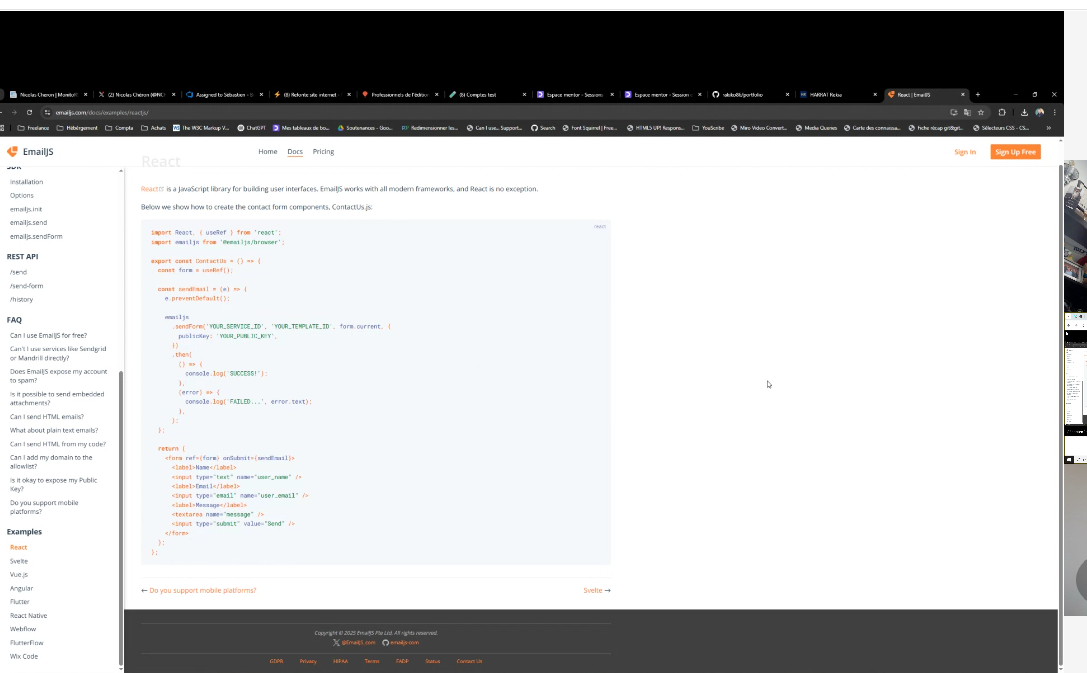 Nicolas Chéron | Monito
(2) Nicolas Chéron (@NC
Assigned to Sébastien -
(6) Refonte site internet
Professionnels de l'édition
(6) Comptes test
Espace mentor - Session
Espace mentor - Session
HAKKAT Rekia
React | EmailJS
emailjs.com/docs/examples/reactjs/
Freelance
Hébergement
Compta
Achats
The W3C Markup V...
ChatGPT
Mes tableaux de bo...
Soutenances - Goo...
Redimensionner les...
Can I use... Support...
Search
Font Squirrel | Free...
HTML5 UP! Respons...
YouScribe
Miro Video Convert...
Media Queries
Carte des connaissa...
Fiche récap git&git...
Sélecteurs CSS - CS...
EmailJS
Home
Docs
Pricing
Sign In
Sign Up Free
SDK
Installation
Options
emailjs.init
emailjs.send
emailjs.sendForm
REST API
/send
/send-form
/history
FAQ
Can I use EmailJS for free?
Can't I use services like Sendgrid
or Mandrill directly?
Does EmailJS expose my account
to spam?
Is it possible to send embedded
attachments?
Can I send HTML emails?
What about plain text emails?
Can I send HTML from my code?
Can I add my domain to the
allowlist?
Is it okay to expose my Public
Key?
Do you support mobile
platforms?
Examples
React
Svelte
Vue.js
Angular
Flutter
React Native
Webflow
FlutterFlow
Wix Code
React
React is a JavaScript library for building user interfaces. EmailJS works with all modern frameworks, and React is no exception.
Below we show how to create the contact form components, ContactUs.js:
import React, { useRef } from 'react';
import emailjs from '@emailjs/browser';
export const ContactUs = () => {
const form = useRef();
const sendEmail = (e) => {
e.preventDefault();
emailjs
.sendForm('YOUR_SERVICE_ID', 'YOUR_TEMPLATE_ID', form.current, {
publicKey: 'YOUR_PUBLIC_KEY',
})
.then(
() => {
console.log('SUCCESS!');
},
(error) => {
console.log('FAILED...', error.text);
},
);
};
return (
<form ref={form} onSubmit={sendEmail}>
<label>Name</label>
<input type="text" name="user_name" />
<label>Email</label>
<input type="email" name="user_email" />
<label>Message</label>
<textarea name="message" />
<input type="submit" value="Send" />
</form>
);
};
← Do you support mobile platforms?
Svelte →
Copyright © 2025 EmailJS Pte Ltd. All rights reserved.
@EmailJS_com
emailjs-com
GDPR
Privacy
HIPAA
Terms
FADP
Status
Contact Us